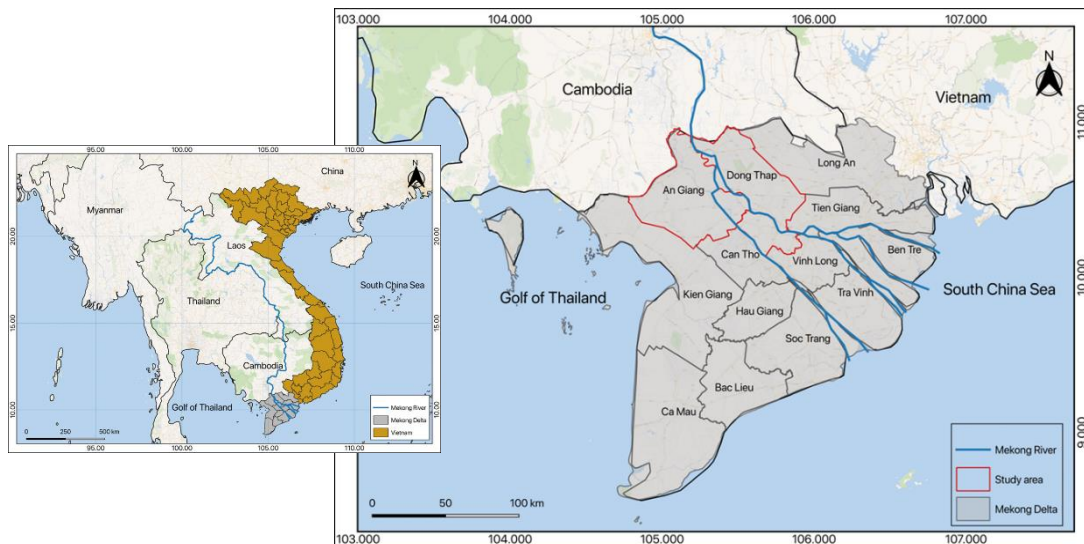 103.000 104.000 105.000 106.000 107.000
Cambodia
Vietnam
N
11.000
Long An
Dong Thap
An Giang
Tien Giang
Ben Tre
Can Tho
Vinh Long
10.000
Golf of Thailand
Kien Giang
Tra Vinh
South China Sea
Hau Giang
Soc Trang
Bac Lieu
Ca Mau
9.000
Mekong River
Study area
Mekong Delta
0 50 100 km
103.000 104.000 105.000 106.000 107.000
95.00 100.00 105.00 110.00
China
N
Myanmar
20.00 20.00
Laos
Thailand
South China Sea
15.00 15.00
Cambodia
Golf of Thailand
10.00 10.00
Mekong River
Mekong Delta
Vietnam
0 250 500 km
95.00 100.00 105.00 110.00